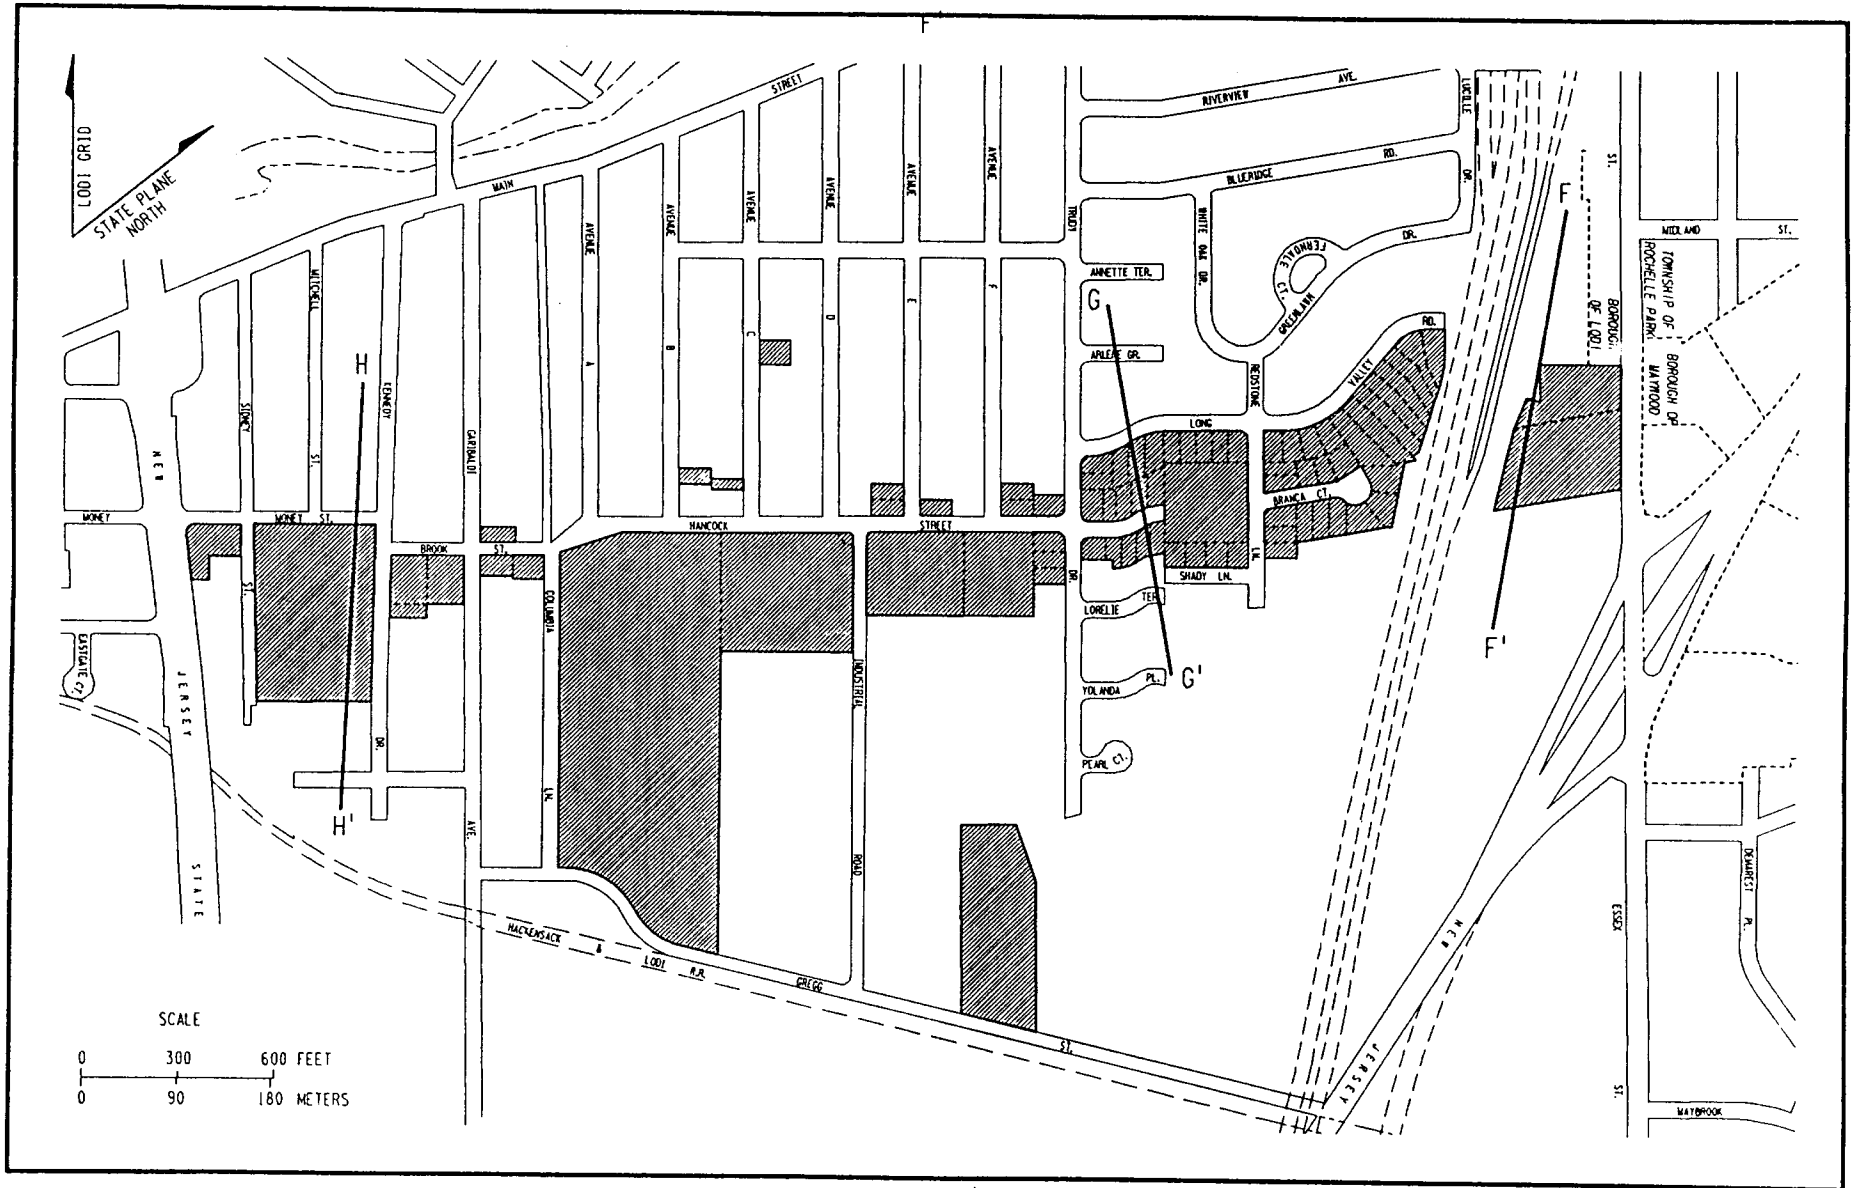 LODI GRID
STATE PLANE
NORTH
STREET
MAIN
RIVERVIEW
AVE.
LUCILLE
DR.
BLUERIDGE
RD.
AVENUE
A
AVENUE
B
AVENUE
C
AVENUE
D
AVENUE
E
AVENUE
F
TRUDI
DR.
WHITE OAK DR.
FERNDALE
CT.
GREENLAWN
DR.
ANNETTE TER.
ARLENE GR.
REDSTONE
LN.
VALLEY
RD.
LONG
BRANCA CT.
SHADY LN.
LORELIE
TER.
YOLANDA
PL.
PEARL CT.
F
F'
G
G'
H
H'
ST.
MIDLAND
ST.
TOWNSHIP OF
ROCHELLE PARK
BOROUGH
OF LODI
BOROUGH OF
MAYWOOD
MITCHELL
ST.
SIDNEY
ST.
KENNEDY
DR.
GARIBALDI
AVE.
MONEY
MONEY ST.
BROOK
ST.
HANCOCK
STREET
COLUMBIA
LN.
INDUSTRIAL
ROAD
EASTGATE CT.
NEW
JERSEY
STATE
HACKENSACK
&
LODI
R.R.
GREGG
ST.
NEW
JERSEY
ESSEX
ST.
DEMAREST
PL.
MAYBROOK
SCALE
0 300 600 FEET
0 90 180 METERS